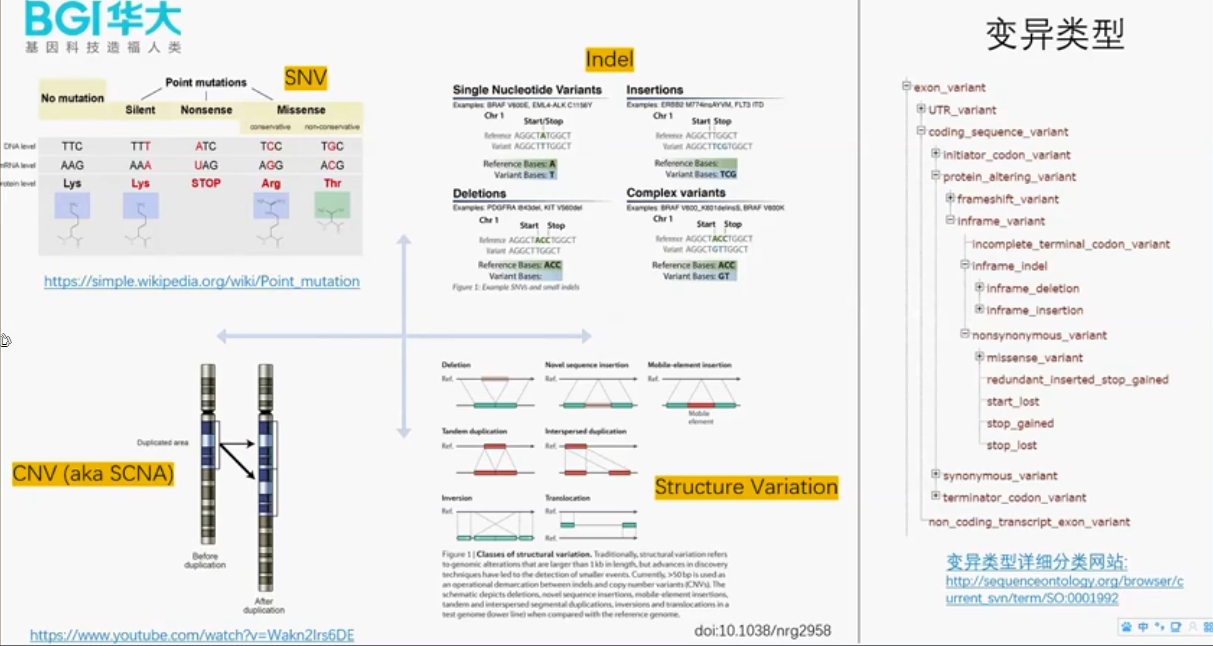 BGI华大
基因科技造福人类
SNV
Point mutations
No mutation
Silent Nonsense Missense
conservative non-conservative
DNA level TTC TTT ATC TCC TGC
mRNA level AAG AAA UAG AGG ACG
protein level Lys Lys STOP Arg Thr
https://simple.wikipedia.org/wiki/Point_mutation
Indel
Single Nucleotide Variants
Examples: BRAF V600E, EML4-ALK C1156Y
Chr 1
Start/Stop
Reference AGGCTATGGCT
Variant AGGCTTTGGCT
Reference Bases: A
Variant Bases: T
Insertions
Examples: ERBB2 M774insAYVM, FLT3 ITD
Chr 1
Start Stop
Reference AGGCTTGGCT
Variant AGGCTTCGTGGCT
Reference Bases:
Variant Bases: TCG
Deletions
Examples: PDGFRA I843del, KIT V560del
Chr 1
Start Stop
Reference AGGCTACCTGGCT
Variant AGGCTTGGCT
Reference Bases: ACC
Variant Bases:
Complex variants
Examples: BRAF V600_K601delinsE, BRAF V600K
Chr 1
Start Stop
Reference AGGCTACCTGGCT
Variant AGGCTGTTGGCT
Reference Bases: ACC
Variant Bases: GT
Figure 1: Example SNVs and small indels
CNV (aka SCNA)
Duplicated area
Before
duplication
After
duplication
https://www.youtube.com/watch?v=Wakn2Irs6DE
Deletion
Ref.
Novel sequence insertion
Ref.
Mobile-element insertion
Ref.
Mobile
element
Tandem duplication
Ref.
Interspersed duplication
Ref.
Inversion
Ref.
Translocation
Ref.
Ref.
Structure Variation
Figure 1 | Classes of structural variation. Traditionally, structural variation refers
to genomic alterations that are larger than 1 kb in length, but advances in discovery
techniques have led to the detection of smaller events. Currently, >50 bp is used as
an operational demarcation between indels and copy number variants (CNVs). The
schematic depicts deletions, novel sequence insertions, mobile-element insertions,
tandem and interspersed segmental duplications, inversions and translocations in a
test genome (lower line) when compared with the reference genome.
doi:10.1038/nrg2958
变异类型
exon_variant
UTR_variant
coding_sequence_variant
initiator_codon_variant
protein_altering_variant
frameshift_variant
inframe_variant
incomplete_terminal_codon_variant
inframe_indel
inframe_deletion
inframe_insertion
nonsynonymous_variant
missense_variant
redundant_inserted_stop_gained
start_lost
stop_gained
stop_lost
synonymous_variant
terminator_codon_variant
non_coding_transcript_exon_variant
变异类型详细分类网站:
http://sequenceontology.org/browser/c
urrent_svn/term/SO:0001992
中